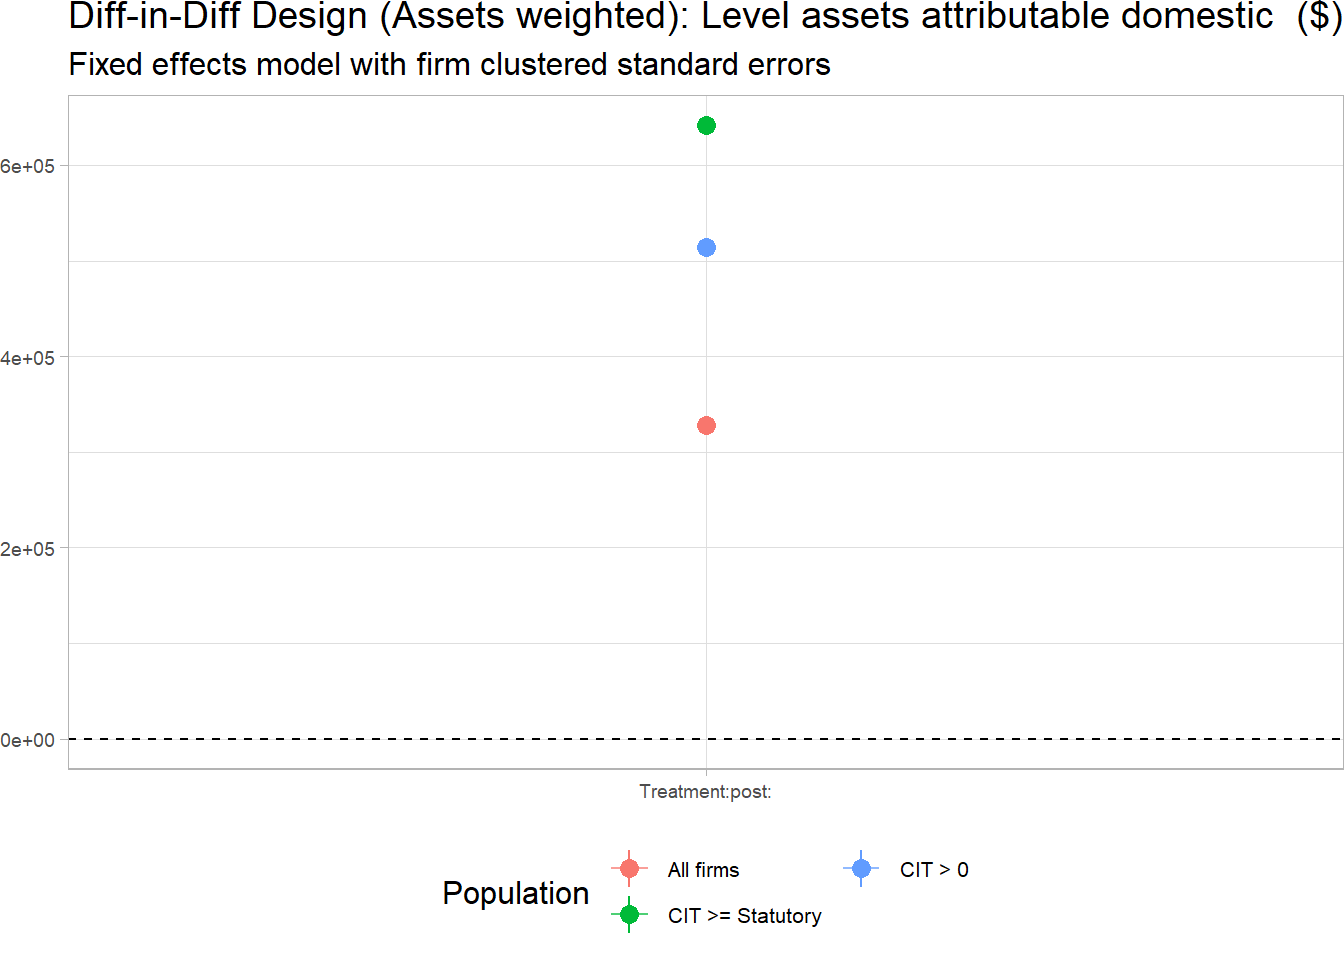 Diff-in-Diff Design (Assets weighted): Level assets attributable domestic  ($)
Fixed effects model with firm clustered standard errors
6e+05
4e+05
2e+05
0e+00
Treatment:post:
Population
All firms
CIT > 0
CIT >= Statutory